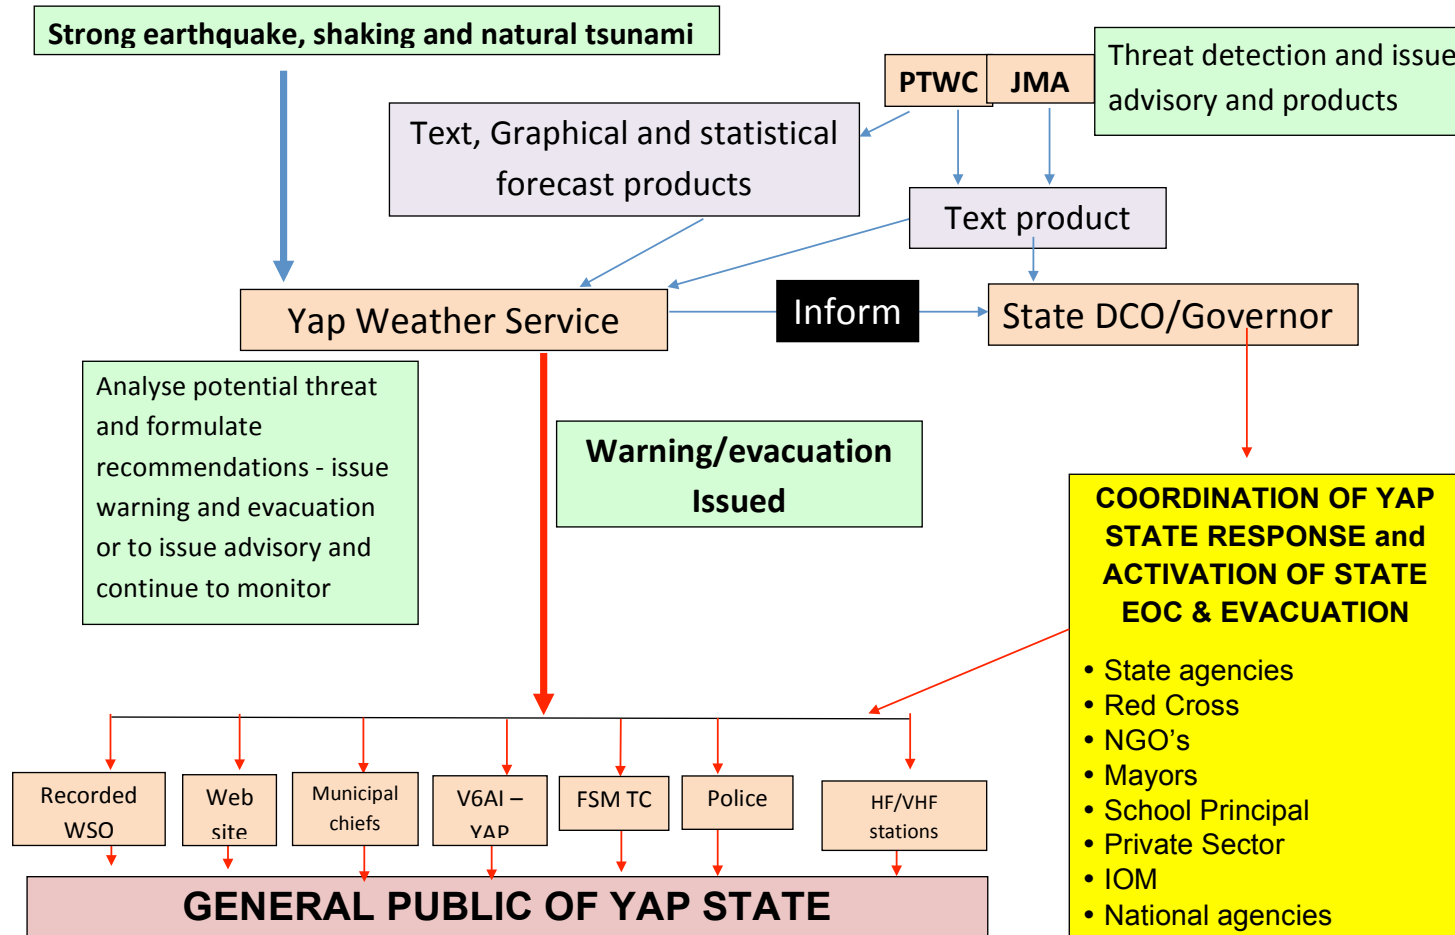 Strong earthquake, shaking and natural tsunami
PTWC
JMA
Threat detection and issue
advisory and products
Text, Graphical and statistical
forecast products
Text product
Yap Weather Service
Inform
State DCO/Governor
Analyse potential threat
and formulate
recommendations - issue
warning and evacuation
or to issue advisory and
continue to monitor
Warning/evacuation
Issued
COORDINATION OF YAP
STATE RESPONSE and
ACTIVATION OF STATE
EOC & EVACUATION
• State agencies
• Red Cross
• NGO's
• Mayors
• School Principal
• Private Sector
• IOM
• National agencies
Recorded
WSO
Web
site
Municipal
chiefs
V6AI –
YAP
FSM TC
Police
HF/VHF
stations
GENERAL PUBLIC OF YAP STATE